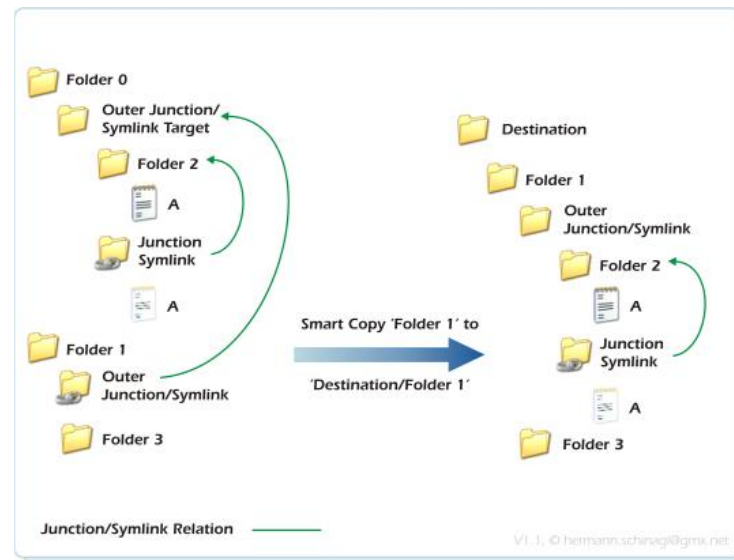 Folder 0
Outer Junction/
Symlink Target
Folder 2
A
Junction
Symlink
A
Folder 1
Outer
Junction/Symlink
Folder 3
Smart Copy 'Folder 1' to
'Destination/Folder 1'
Destination
Folder 1
Outer
Junction/Symlink
Folder 2
A
Junction
Symlink
A
Folder 3
Junction/Symlink Relation
V1.1, © hermann.schinagl@gmx.net